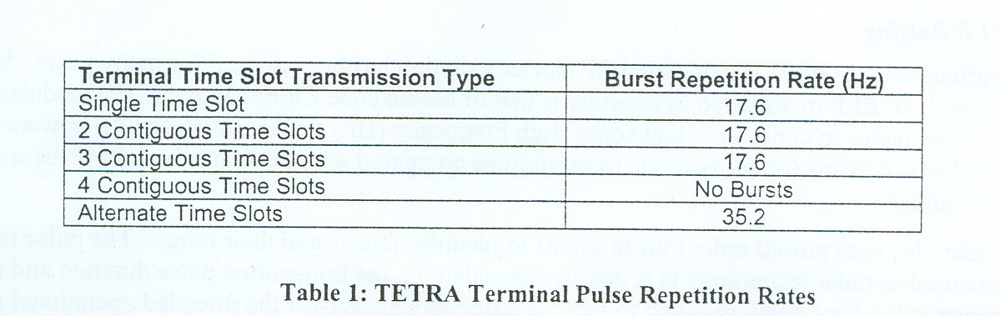 Terminal Time Slot Transmission Type Burst Repetition Rate (Hz)
Single Time Slot 17.6
2 Contiguous Time Slots 17.6
3 Contiguous Time Slots 17.6
4 Contiguous Time Slots No Bursts
Alternate Time Slots 35.2
Table 1: TETRA Terminal Pulse Repetition Rates